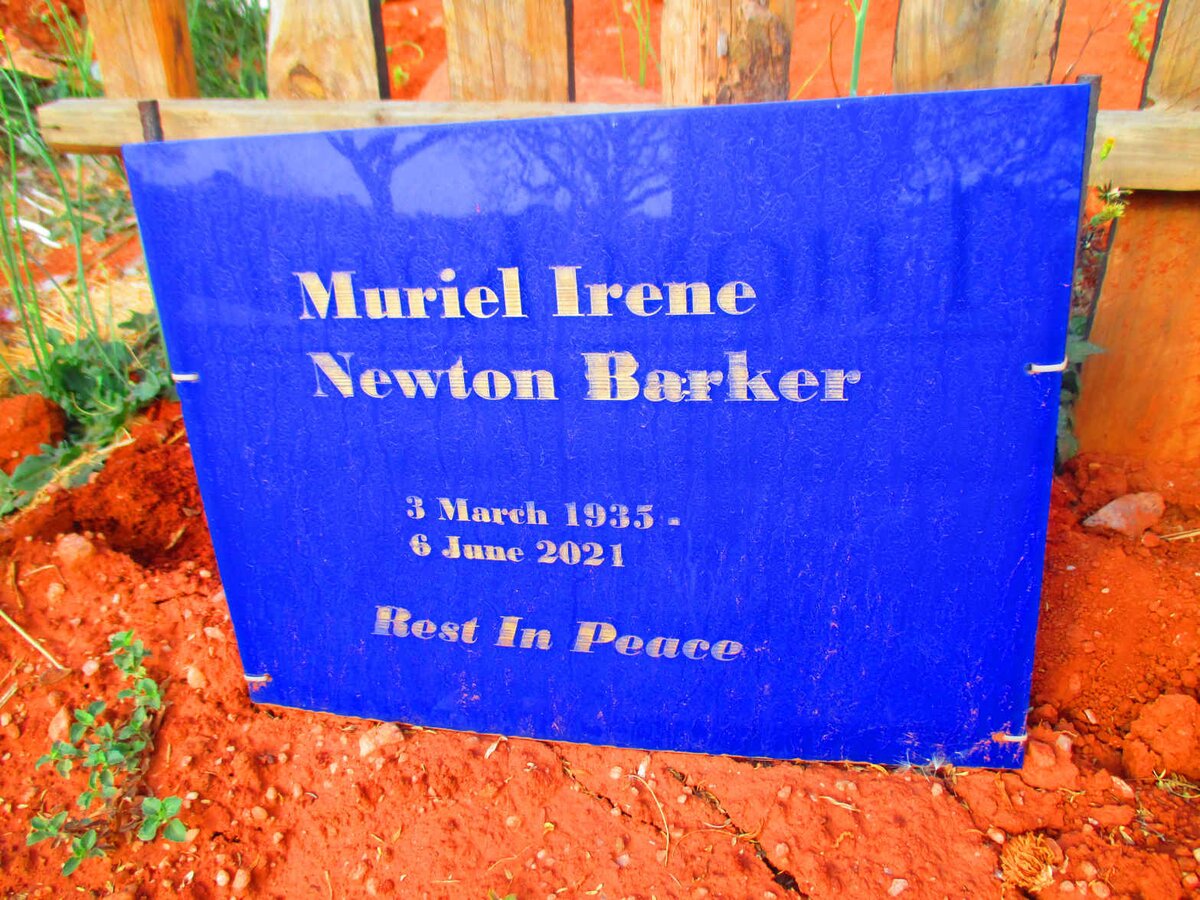 Muriel Irene
Newton Barker
3 March 1935 -
6 June 2021
Rest In Peace